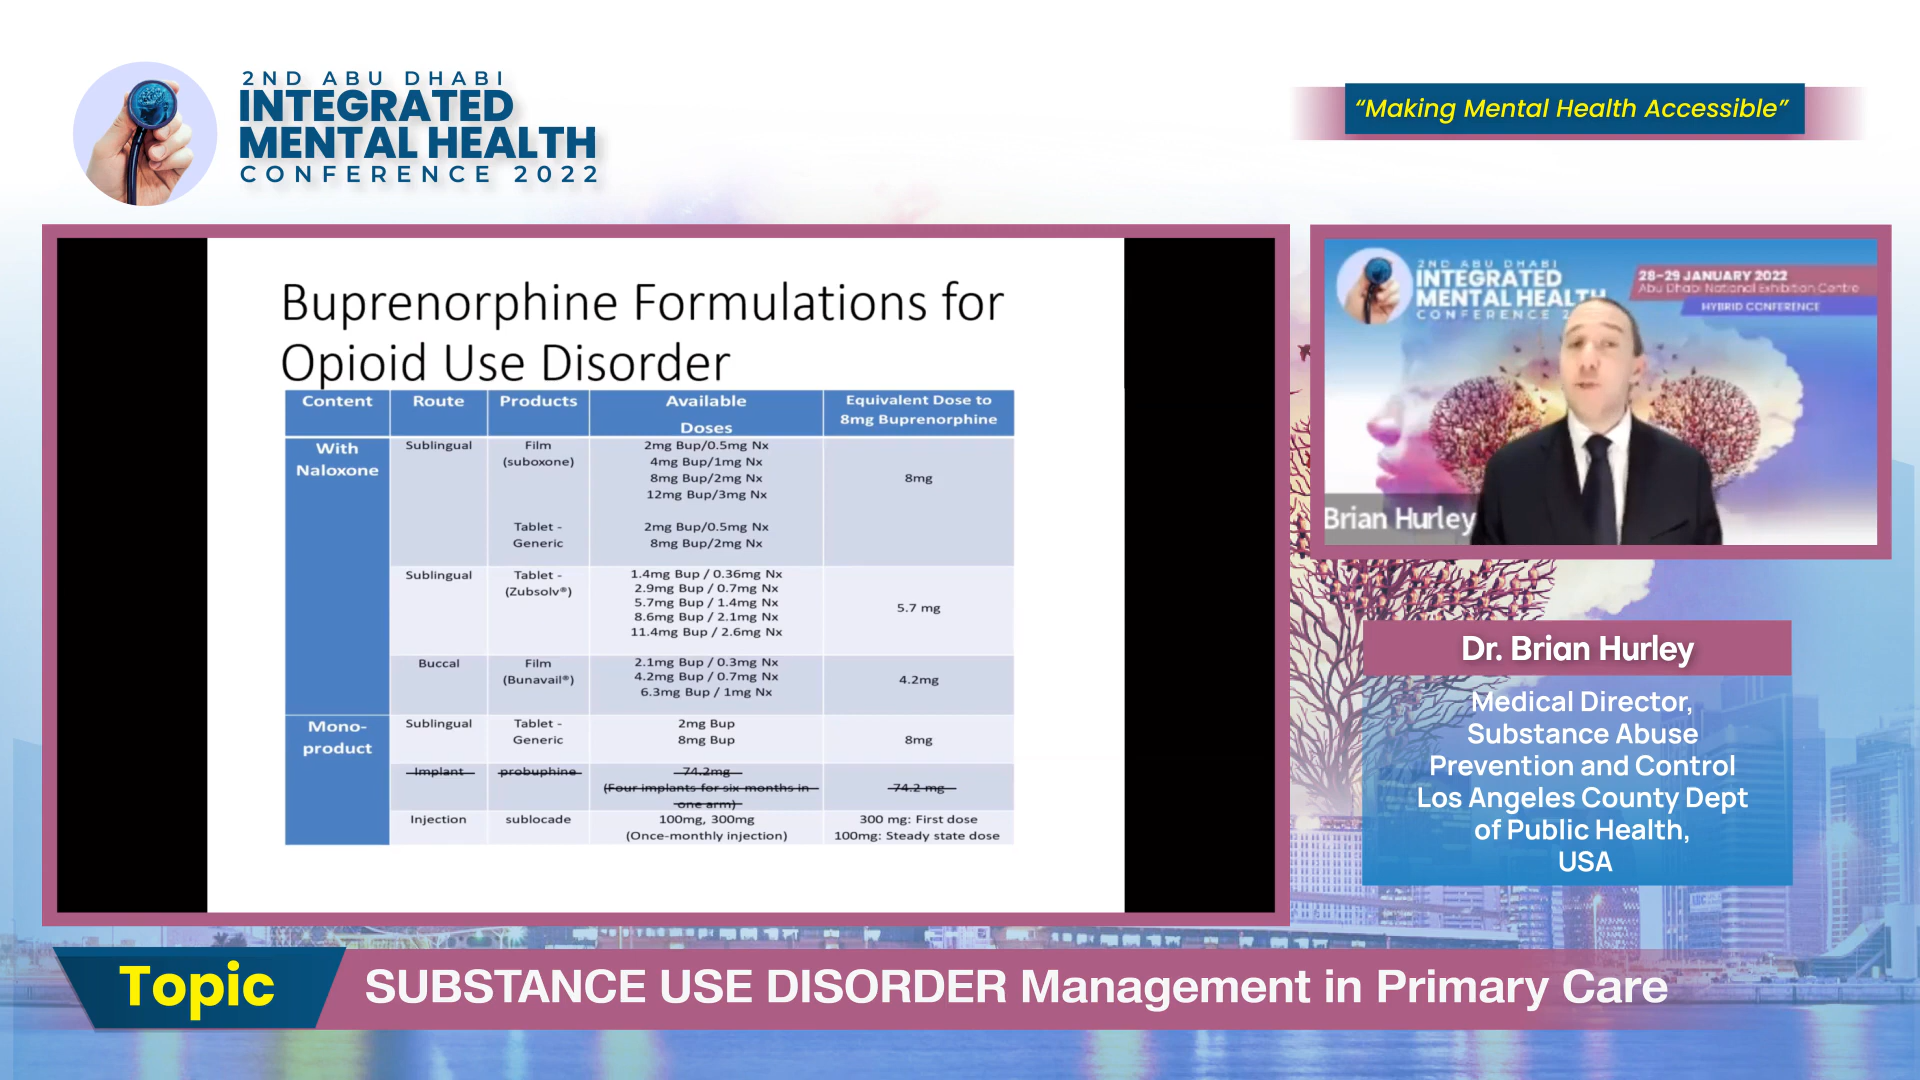 2ND ABU DHABI
INTEGRATED
MENTAL HEALTH
CONFERENCE 2022
“Making Mental Health Accessible”
Buprenorphine Formulations for
Opioid Use Disorder
Content Route Products Available Doses Equivalent Dose to 8mg Buprenorphine
With Naloxone
Sublingual Film (suboxone)
2mg Bup/0.5mg Nx
4mg Bup/1mg Nx
8mg Bup/2mg Nx
12mg Bup/3mg Nx
8mg
Tablet - Generic
2mg Bup/0.5mg Nx
8mg Bup/2mg Nx
Sublingual Tablet - (Zubsolv®)
1.4mg Bup / 0.36mg Nx
2.9mg Bup / 0.7mg Nx
5.7mg Bup / 1.4mg Nx
8.6mg Bup / 2.1mg Nx
11.4mg Bup / 2.6mg Nx
5.7 mg
Buccal Film (Bunavail®)
2.1mg Bup / 0.3mg Nx
4.2mg Bup / 0.7mg Nx
6.3mg Bup / 1mg Nx
4.2mg
Mono-product
Sublingual Tablet - Generic
2mg Bup
8mg Bup
8mg
Implant probuphine 74.2mg
(Four implants for six months in one arm)
74.2 mg
Injection sublocade 100mg, 300mg
(Once-monthly injection)
300 mg: First dose
100mg: Steady state dose
2ND ABU DHABI
INTEGRATED
MENTAL HEALTH
CONFERENCE 2
28-29 JANUARY 2022
Abu Dhabi National Exhibition Centre
HYBRID CONFERENCE
Brian Hurley
Dr. Brian Hurley
Medical Director,
Substance Abuse
Prevention and Control
Los Angeles County Dept
of Public Health,
USA
Topic
SUBSTANCE USE DISORDER Management in Primary Care